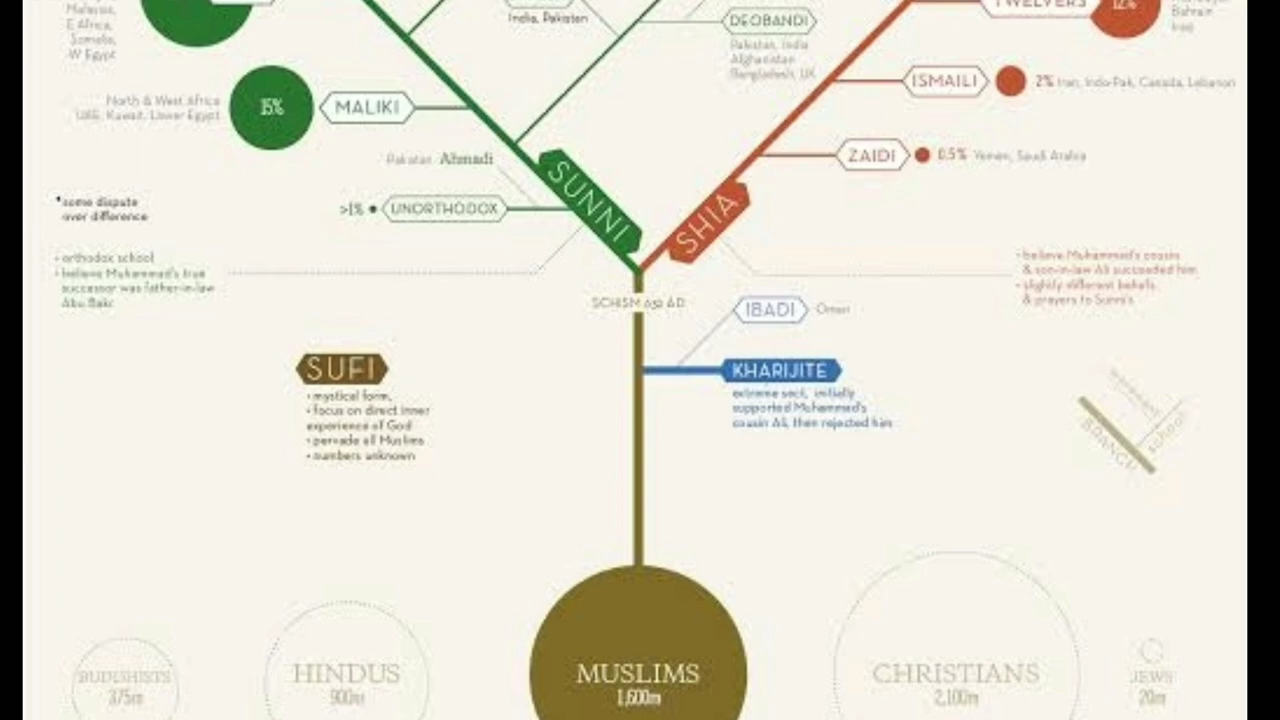 Malaysia,
E Africa,
Somalia,
W Egypt
India, Pakistan
DEOBANDI
Pakistan, India
Afghanistan
Bangladesh, UK
TWELVERS
12%
Bahrain
Iraq
ISMAILI
2% Iran, Indo-Pak, Canada, Lebanon
North & West Africa
UAE, Kuwait, Upper Egypt
15%
MALIKI
ZAIDI
0.5% Yemen, Saudi Arabia
Pakistan Ahmadi
SUNNI
SHIA
*some dispute
over difference
>1%
UNORTHODOX
• orthodox school
• believe Muhammad's true
successor was father-in-law
Abu Bakr
• believe Muhammad's cousin
& son-in-law Ali succeeded him
• slightly different beliefs
& prayers to Sunni's
SCHISM 632 AD
IBADI
Oman
SUFI
• mystical form,
• focus on direct inner
experience of God
• pervade all Muslims
• numbers unknown
KHARIJITE
extreme sect, initially
supported Muhammad's
cousin Ali, then rejected him
BRANCH
school
BUDDHISTS
375m
HINDUS
900m
MUSLIMS
1,600m
CHRISTIANS
2,100m
JEWS
20m